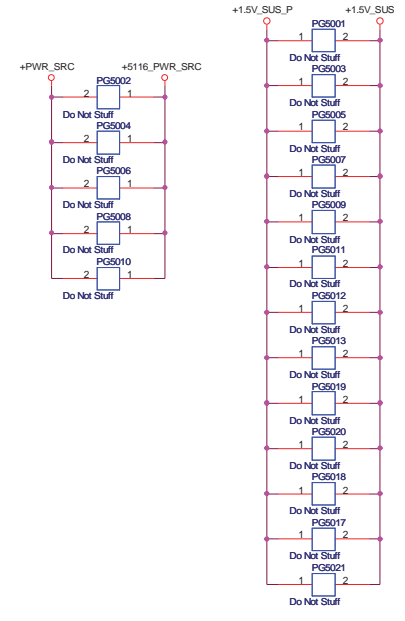 +PWR_SRC +5116_PWR_SRC
PG5002
2 1
Do Not Stuff
PG5004
2 1
Do Not Stuff
PG5006
2 1
Do Not Stuff
PG5008
2 1
Do Not Stuff
PG5010
2 1
Do Not Stuff
+1.5V_SUS_P +1.5V_SUS
PG5001
1 2
Do Not Stuff
PG5003
1 2
Do Not Stuff
PG5005
1 2
Do Not Stuff
PG5007
1 2
Do Not Stuff
PG5009
1 2
Do Not Stuff
PG5011
1 2
Do Not Stuff
PG5012
1 2
Do Not Stuff
PG5013
1 2
Do Not Stuff
PG5019
1 2
Do Not Stuff
PG5020
1 2
Do Not Stuff
PG5018
1 2
Do Not Stuff
PG5017
1 2
Do Not Stuff
PG5021
1 2
Do Not Stuff